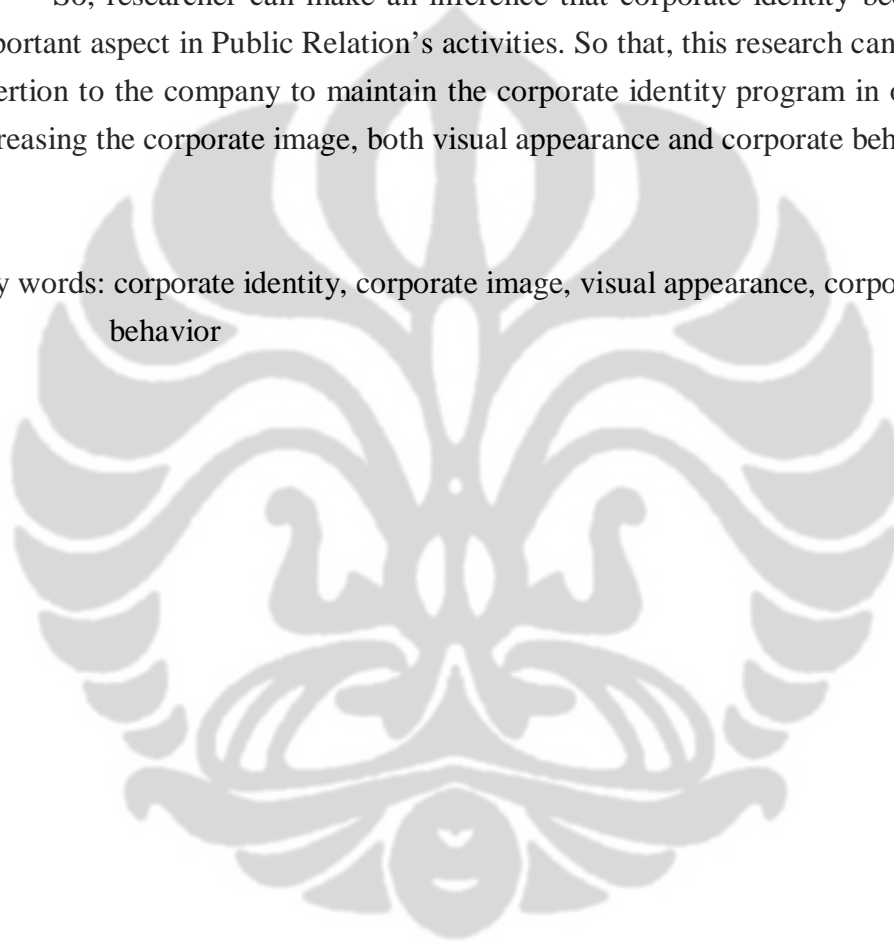 So, researcher can make an inference that corporate identity bec
portant aspect in Public Relation's activities. So that, this research can
ertion to the company to maintain the corporate identity program in o
reasing the corporate image, both visual appearance and corporate beh
y words: corporate identity, corporate image, visual appearance, corpo
behavior